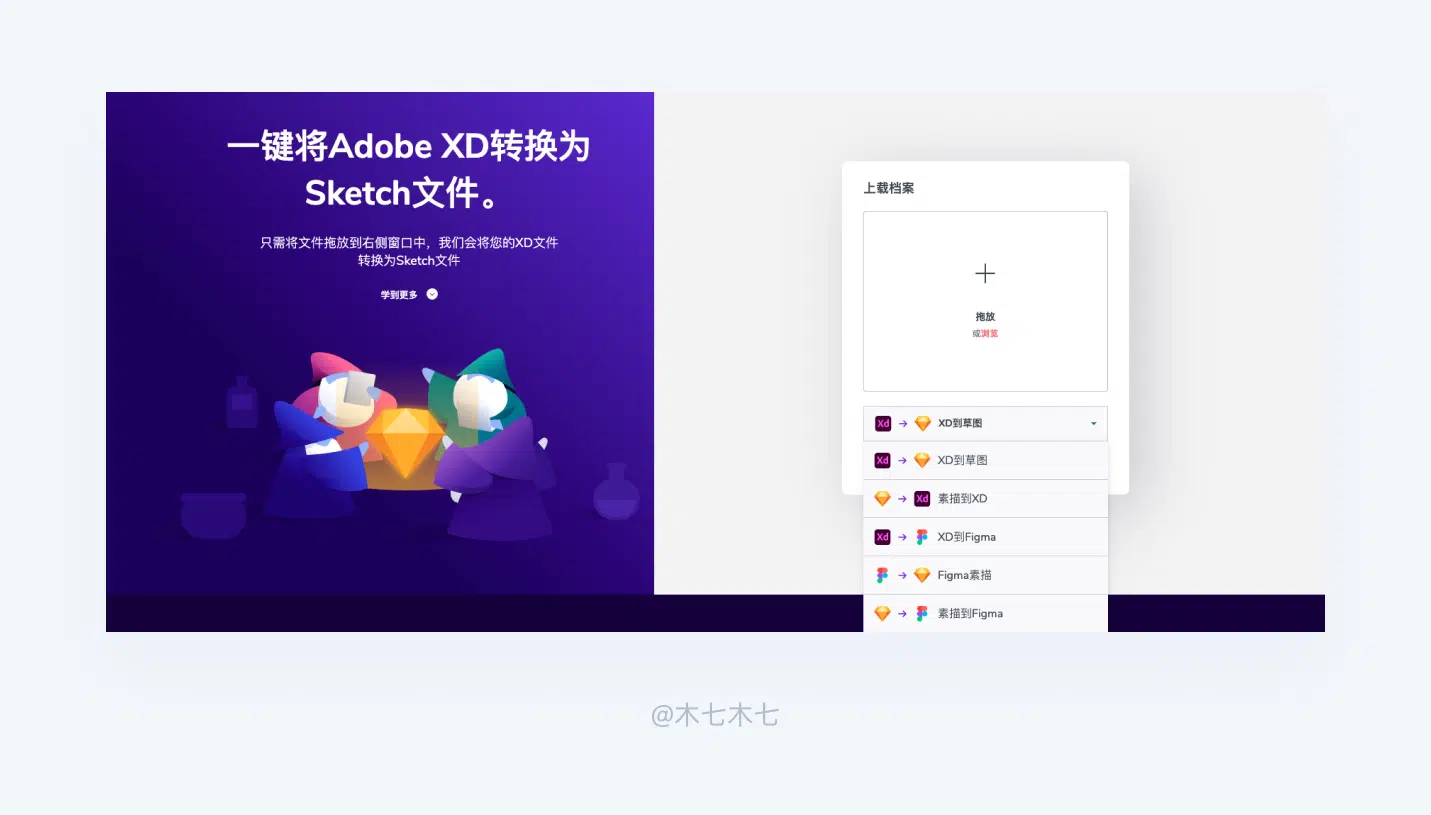 一键将Adobe XD转换为
Sketch文件。
只需将文件拖放到右侧窗口中，我们会将您的XD文件
转换为Sketch文件
学到更多
上载档案
拖放
或浏览
Xd XD到草图
Xd XD到草图
Xd 素描到XD
Xd XD到Figma
Figma素描
素描到Figma
@木七木七